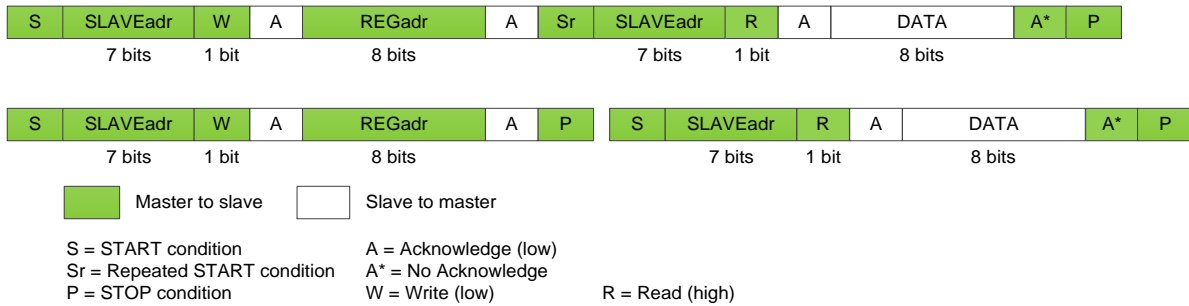 S SLAVEadr W A REGadr A Sr SLAVEadr R A DATA A* P
7 bits 1 bit 8 bits 7 bits 1 bit 8 bits
S SLAVEadr W A REGadr A P S SLAVEadr R A DATA A* P
7 bits 1 bit 8 bits 7 bits 1 bit 8 bits
Master to slave Slave to master
S = START condition A = Acknowledge (low)
Sr = Repeated START condition A* = No Acknowledge
P = STOP condition W = Write (low) R = Read (high)